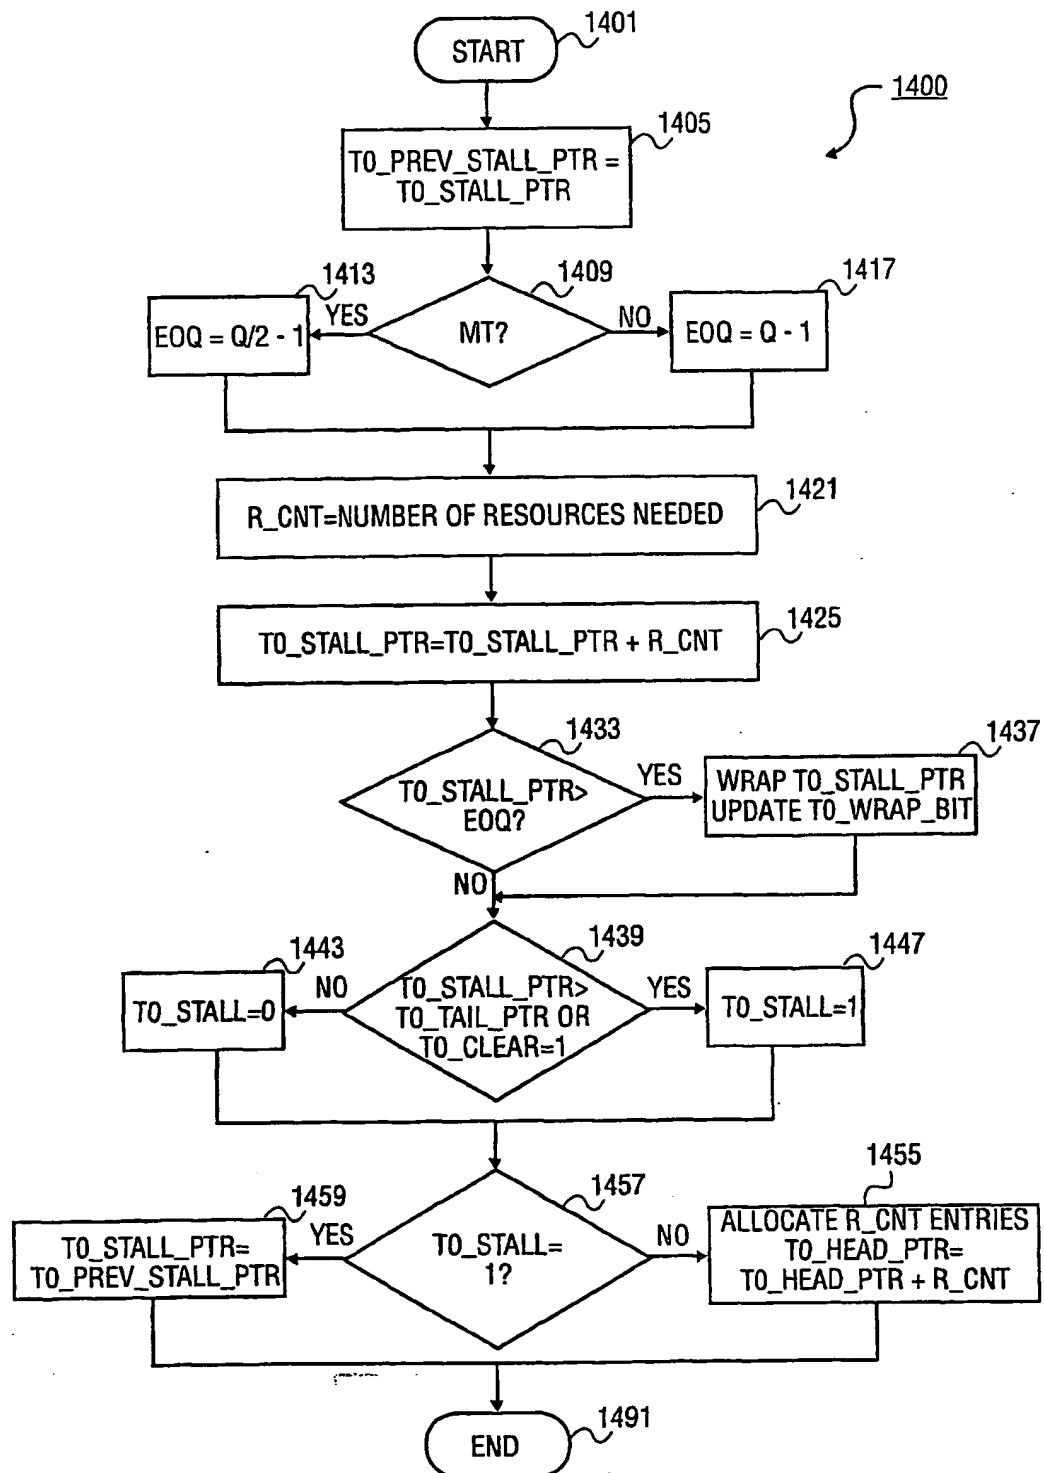 START
1401
1400
T0_PREV_STALL_PTR =
T0_STALL_PTR
1405
MT?
1409
YES
NO
EOQ = Q/2 - 1
1413
EOQ = Q - 1
1417
R_CNT=NUMBER OF RESOURCES NEEDED
1421
T0_STALL_PTR=T0_STALL_PTR + R_CNT
1425
T0_STALL_PTR>
EOQ?
1433
YES
NO
WRAP T0_STALL_PTR
UPDATE T0_WRAP_BIT
1437
T0_STALL_PTR>
T0_TAIL_PTR OR
T0_CLEAR=1
1439
NO
YES
T0_STALL=0
1443
T0_STALL=1
1447
T0_STALL=
1?
1457
YES
NO
T0_STALL_PTR=
T0_PREV_STALL_PTR
1459
ALLOCATE R_CNT ENTRIES
T0_HEAD_PTR=
T0_HEAD_PTR + R_CNT
1455
END
1491